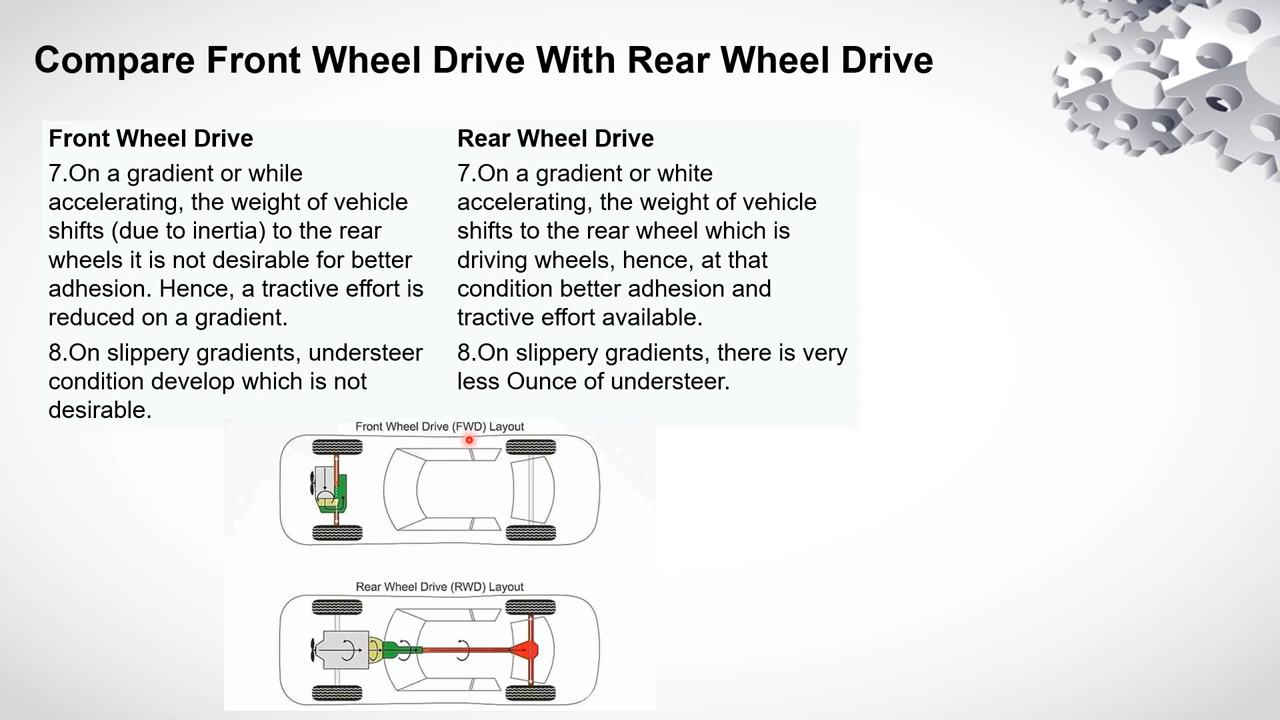 Compare Front Wheel Drive With Rear Wheel Drive
Front Wheel Drive
7.On a gradient or while
accelerating, the weight of vehicle
shifts (due to inertia) to the rear
wheels it is not desirable for better
adhesion. Hence, a tractive effort is
reduced on a gradient.
8.On slippery gradients, understeer
condition develop which is not
desirable.
Rear Wheel Drive
7.On a gradient or white
accelerating, the weight of vehicle
shifts to the rear wheel which is
driving wheels, hence, at that
condition better adhesion and
tractive effort available.
8.On slippery gradients, there is very
less Ounce of understeer.
Front Wheel Drive (FWD) Layout
Rear Wheel Drive (RWD) Layout